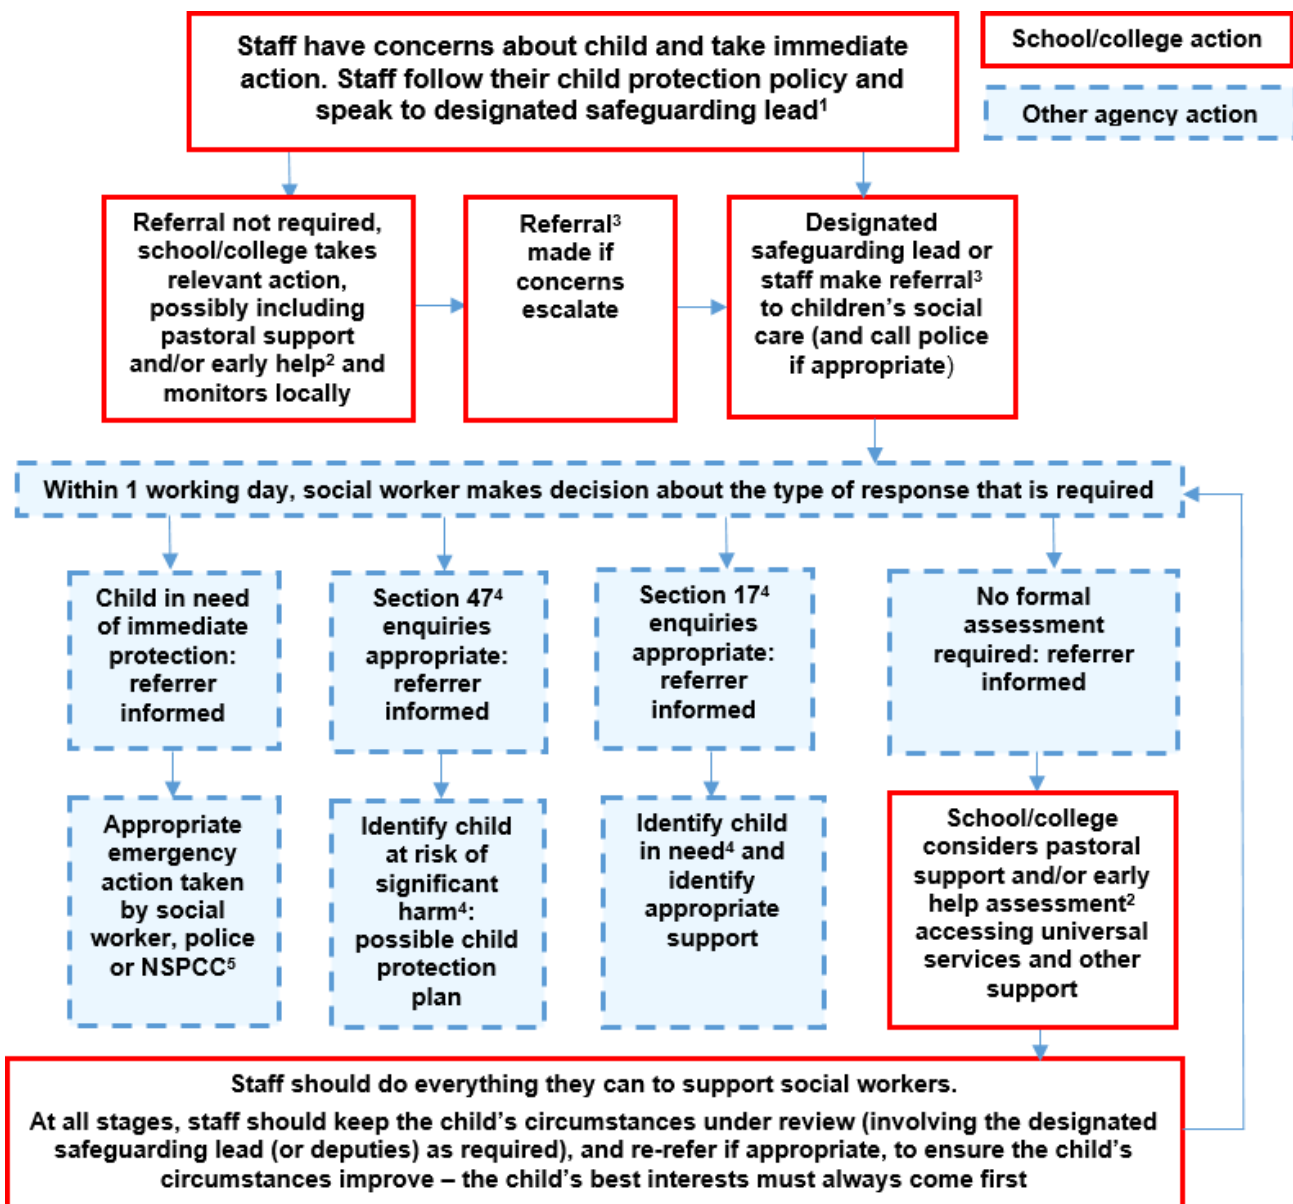 Staff have concerns about child and take immediate
action. Staff follow their child protection policy and
speak to designated safeguarding lead¹
School/college action
Other agency action
Referral not required,
school/college takes
relevant action,
possibly including
pastoral support
and/or early help² and
monitors locally
Referral³
made if
concerns
escalate
Designated
safeguarding lead or
staff make referral³
to children’s social
care (and call police
if appropriate)
Within 1 working day, social worker makes decision about the type of response that is required
Child in need
of immediate
protection:
referrer
informed
Section 47⁴
enquiries
appropriate:
referrer
informed
Section 17⁴
enquiries
appropriate:
referrer
informed
No formal
assessment
required: referrer
informed
Appropriate
emergency
action taken
by social
worker, police
or NSPCC⁵
Identify child
at risk of
significant
harm⁴:
possible child
protection
plan
Identify child
in need⁴ and
identify
appropriate
support
School/college
considers pastoral
support and/or early
help assessment²
accessing universal
services and other
support
Staff should do everything they can to support social workers.
At all stages, staff should keep the child’s circumstances under review (involving the designated
safeguarding lead (or deputies) as required), and re-refer if appropriate, to ensure the child’s
circumstances improve – the child’s best interests must always come first